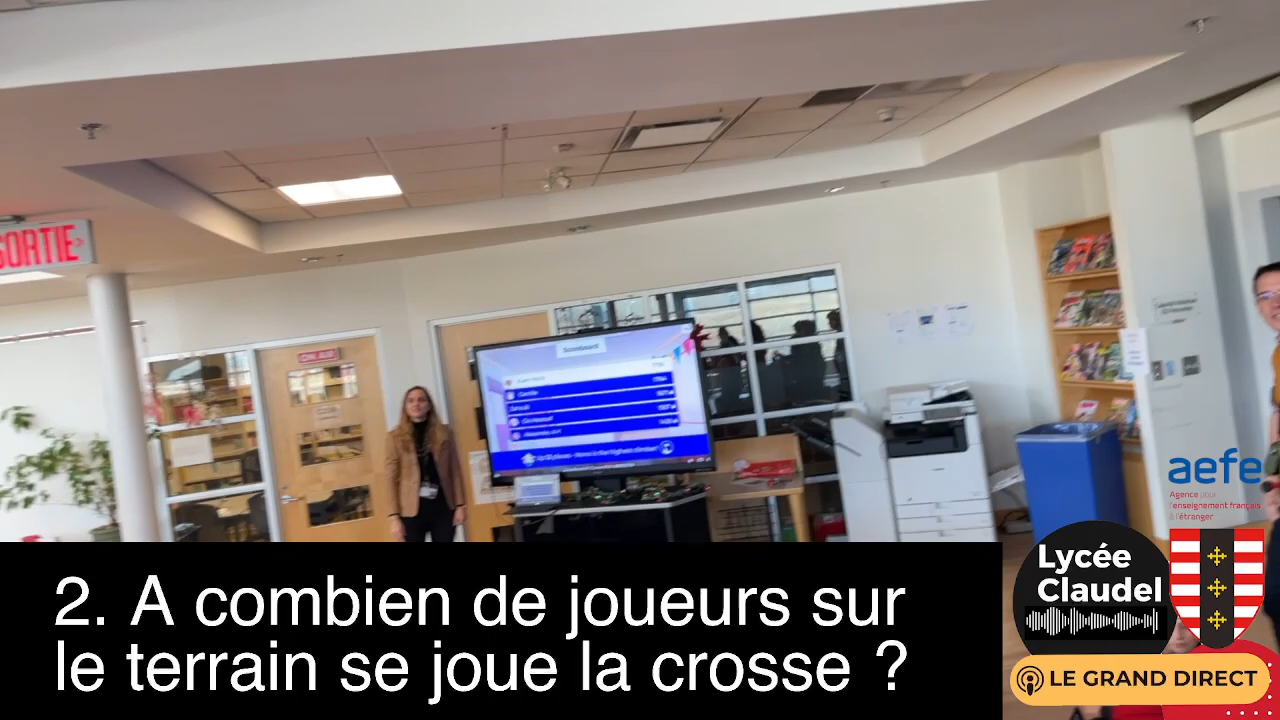 SORTIE
ON AIR
Scoreboard
2. A combien de joueurs sur
le terrain se joue la crosse ?
aefe
Agence pour
l'enseignement français
à l'étranger
Lycée
Claudel
LE GRAND DIRECT